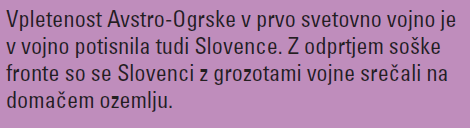 Vpletenost Avstro-Ogrske v prvo svetovno vojno je
v vojno potisnila tudi Slovence. Z odprtjem soške
fronte so se Slovenci z grozotami vojne srečali na
domačem ozemlju.